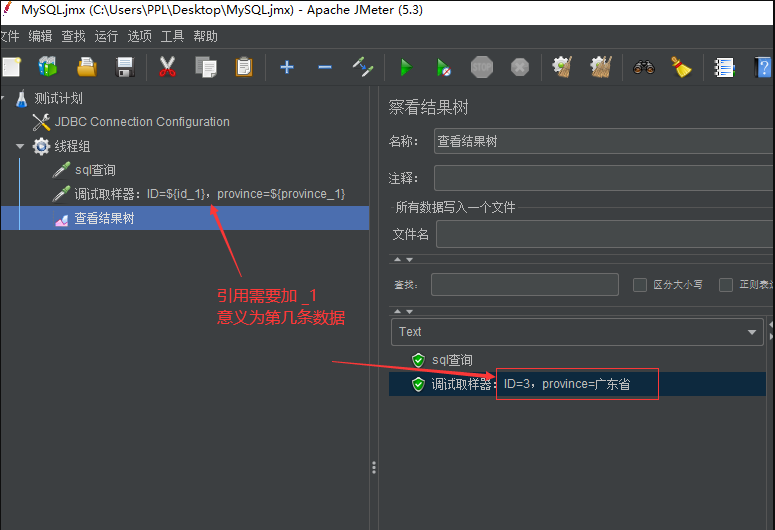 MySQL.jmx (C:\Users\PPL\Desktop\MySQL.jmx) - Apache JMeter (5.3)
文件 编辑 查找 运行 选项 工具 帮助
STOP
测试计划
JDBC Connection Configuration
线程组
sql查询
调试取样器：ID=${id_1}，province=${province_1}
查看结果树
引用需要加 _1
意义为第几条数据
察看结果树
名称：
查看结果树
注释：
所有数据写入一个文件
文件名
查找：
区分大小写
正则表达
Text
sql查询
调试取样器：ID=3，province=广东省